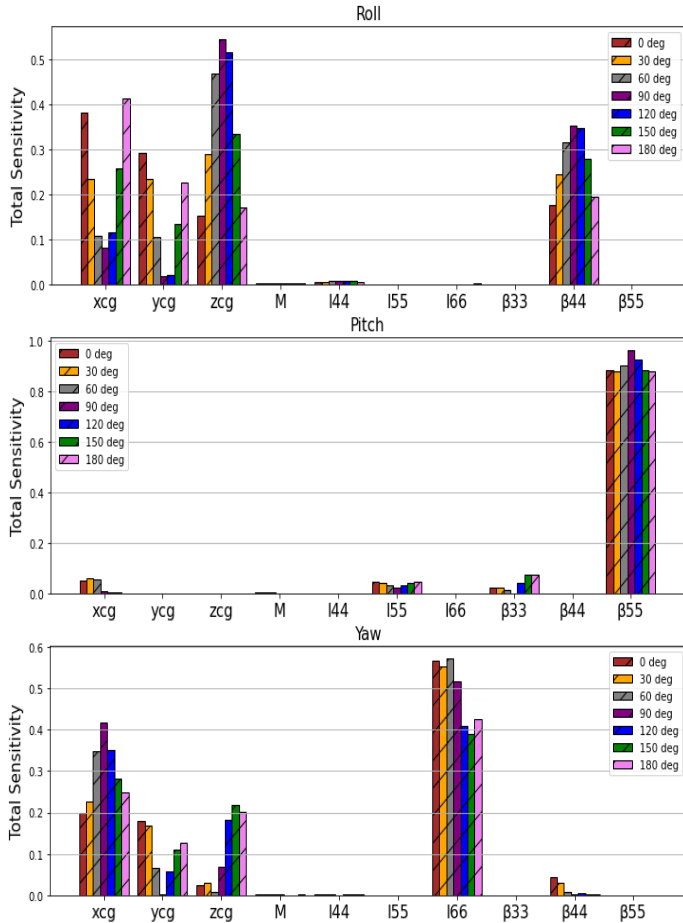 Roll
Total Sensitivity
0.5
0.4
0.3
0.2
0.1
0.0
0 deg
30 deg
60 deg
90 deg
120 deg
150 deg
180 deg
xcg ycg zcg M I44 I55 I66 β33 β44 β55
Pitch
Total Sensitivity
1.0
0.8
0.6
0.4
0.2
0.0
0 deg
30 deg
60 deg
90 deg
120 deg
150 deg
180 deg
xcg ycg zcg M I44 I55 I66 β33 β44 β55
Yaw
Total Sensitivity
0.6
0.5
0.4
0.3
0.2
0.1
0.0
0 deg
30 deg
60 deg
90 deg
120 deg
150 deg
180 deg
xcg ycg zcg M I44 I55 I66 β33 β44 β55